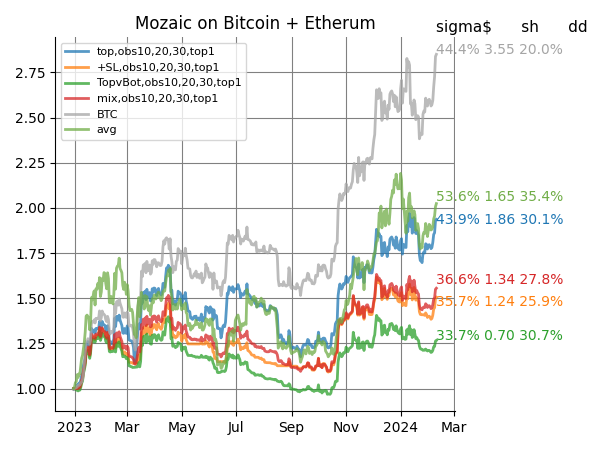 Mozaic on Bitcoin + Etherum
sigma$ sh dd
top,obs10,20,30,top1
+SL,obs10,20,30,top1
TopvBot,obs10,20,30,top1
mix,obs10,20,30,top1
BTC
avg
44.4% 3.55 20.0%
53.6% 1.65 35.4%
43.9% 1.86 30.1%
36.6% 1.34 27.8%
35.7% 1.24 25.9%
33.7% 0.70 30.7%
2.75
2.50
2.25
2.00
1.75
1.50
1.25
1.00
2023 Mar May Jul Sep Nov 2024 Mar